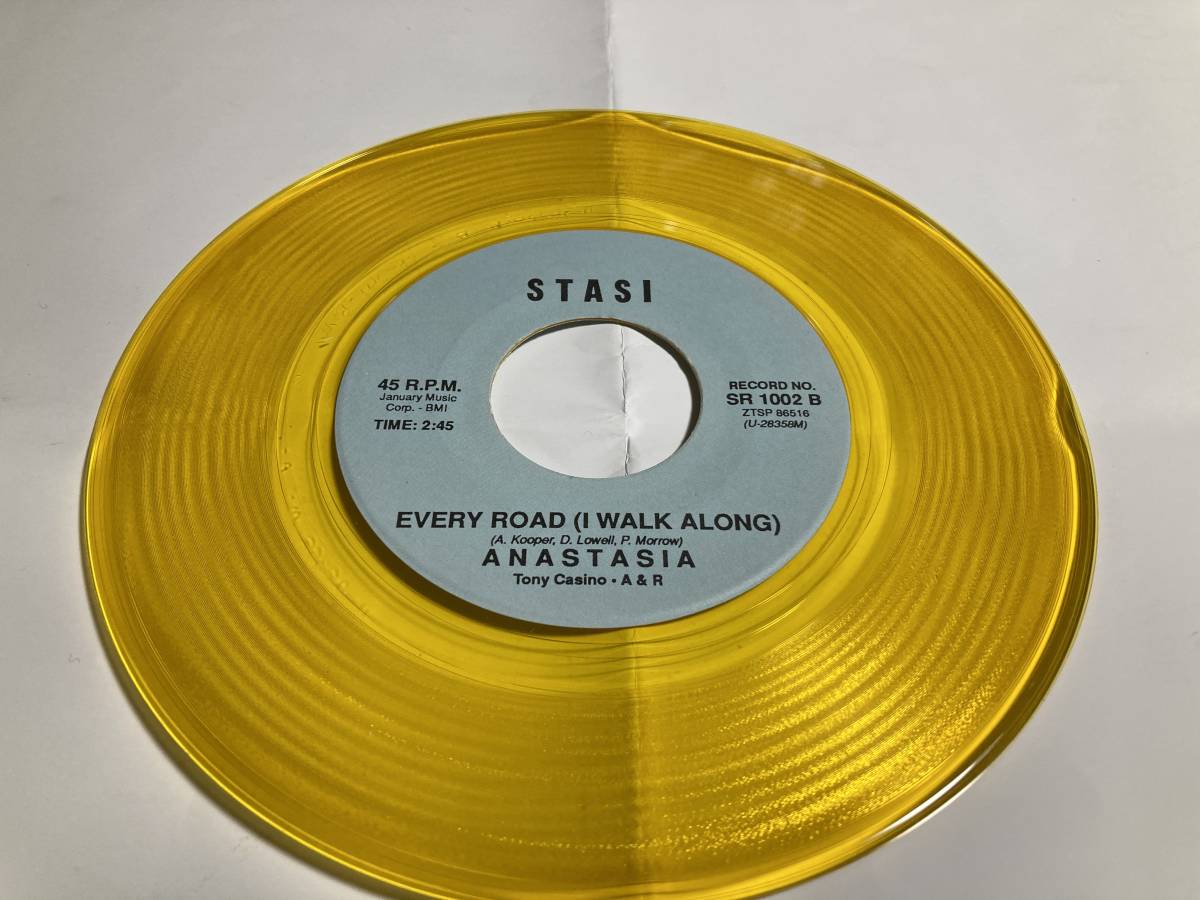 STASI
45 R.P.M.
January Music
Corp. - BMI
TIME: 2:45
RECORD NO.
SR 1002 B
ZTSP 86516
(U-28358M)
EVERY ROAD (I WALK ALONG)
(A. Kooper, D. Lowell, P. Morrow)
ANASTASIA
Tony Casino • A & R